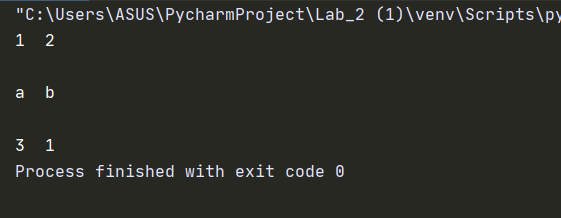 "C:\Users\ASUS\PycharmProject\Lab_2 (1)\venv\Scripts\py
1  2
a  b
3  1
Process finished with exit code 0